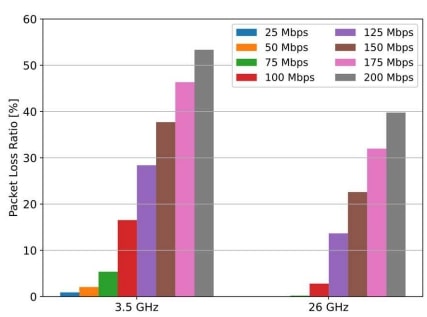 60
50
40
30
20
10
0
Packet Loss Ratio [%]
25 Mbps
50 Mbps
75 Mbps
100 Mbps
125 Mbps
150 Mbps
175 Mbps
200 Mbps
3.5 GHz
26 GHz